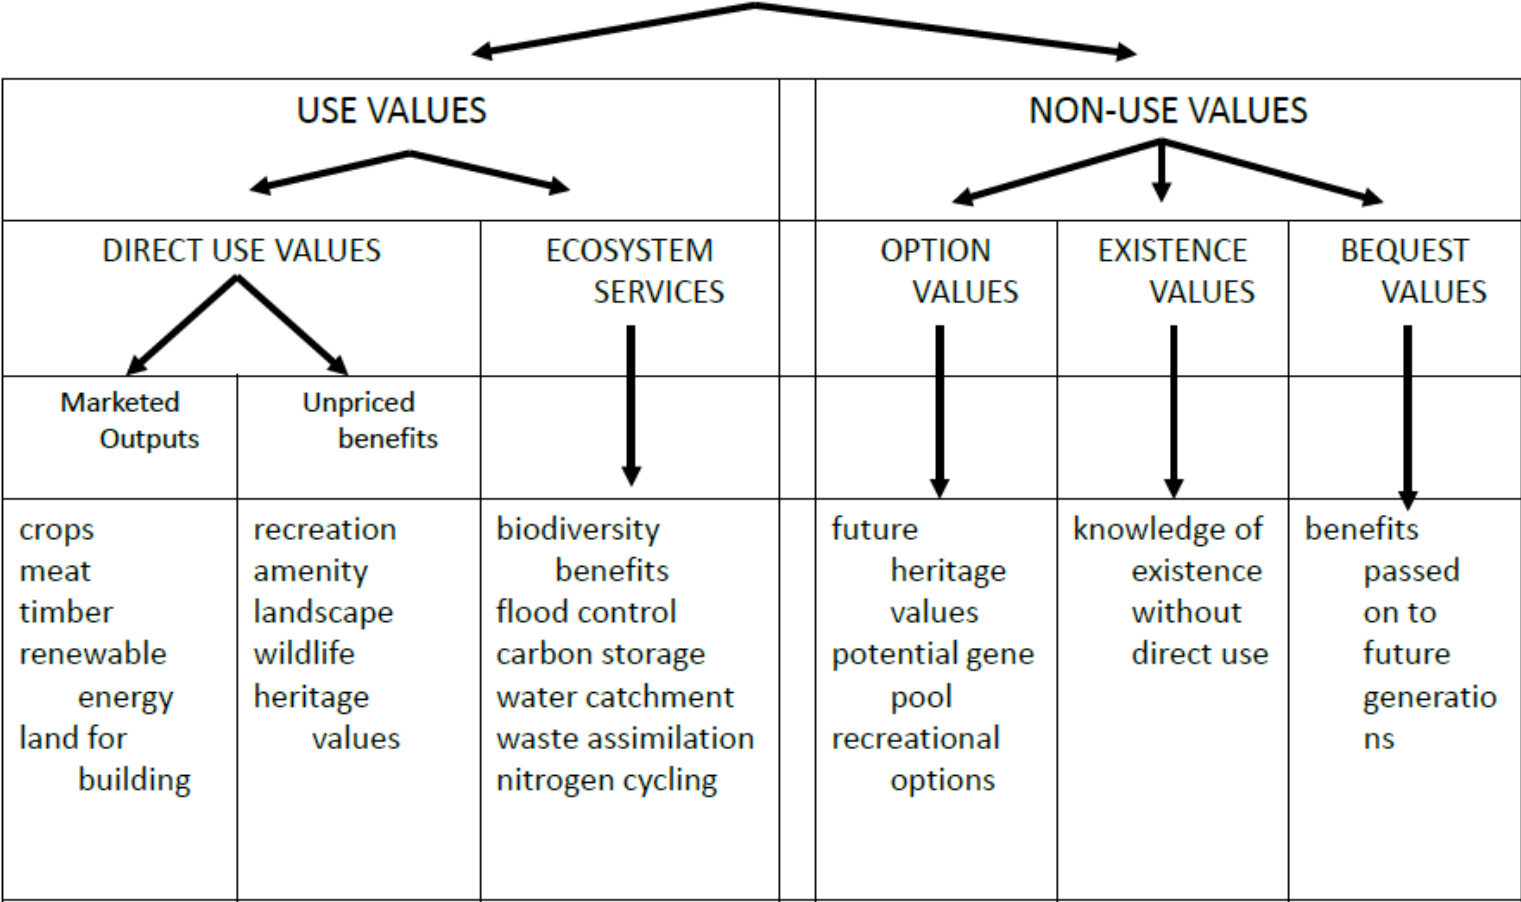 USE VALUES
NON-USE VALUES
DIRECT USE VALUES
ECOSYSTEM
SERVICES
OPTION
VALUES
EXISTENCE
VALUES
BEQUEST
VALUES
Marketed
Outputs
Unpriced
benefits
crops
meat
timber
renewable
energy
land for
building
recreation
amenity
landscape
wildlife
heritage
values
biodiversity
benefits
flood control
carbon storage
water catchment
waste assimilation
nitrogen cycling
future
heritage
values
potential gene
pool
recreational
options
knowledge of
existence
without
direct use
benefits
passed
on to
future
generatio
ns